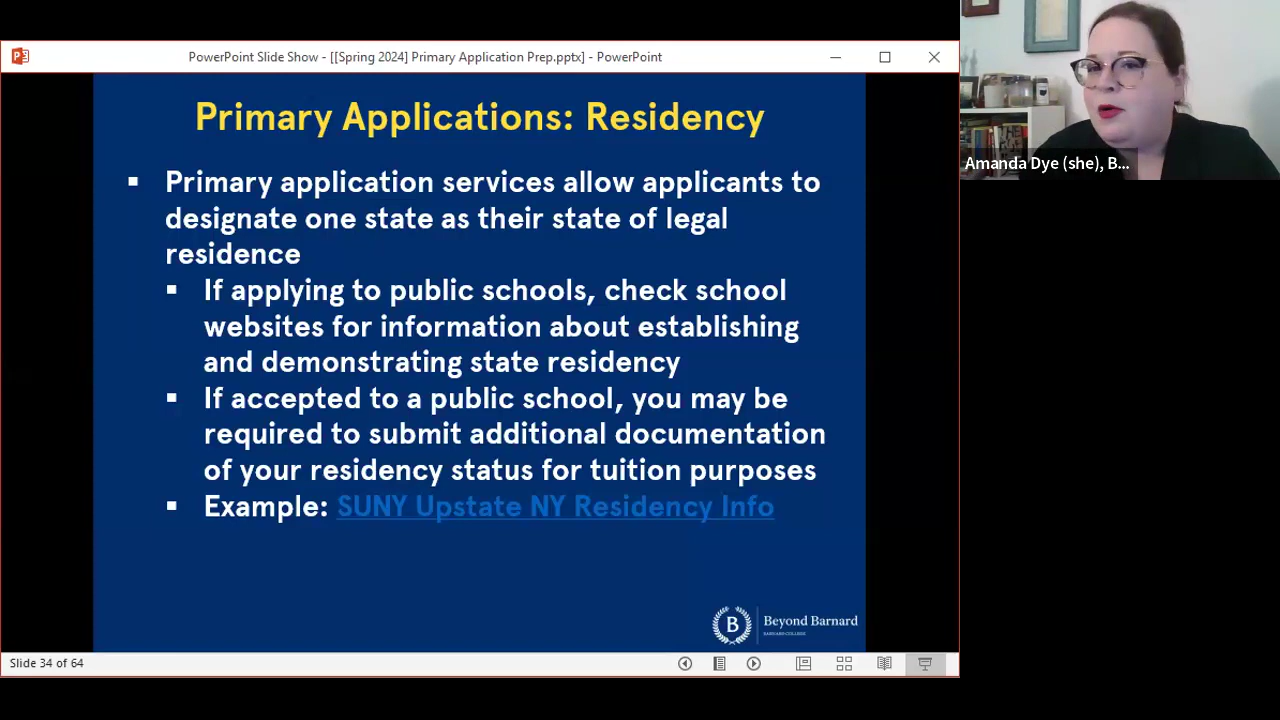 PowerPoint Slide Show - [[Spring 2024] Primary Application Prep.pptx] - PowerPoint
Primary Applications: Residency
▪ Primary application services allow applicants to
designate one state as their state of legal
residence
▪ If applying to public schools, check school
websites for information about establishing
and demonstrating state residency
▪ If accepted to a public school, you may be
required to submit additional documentation
of your residency status for tuition purposes
▪ Example: SUNY Upstate NY Residency Info
B
Beyond Barnard
BARNARD COLLEGE
Slide 34 of 64
Amanda Dye (she), B...